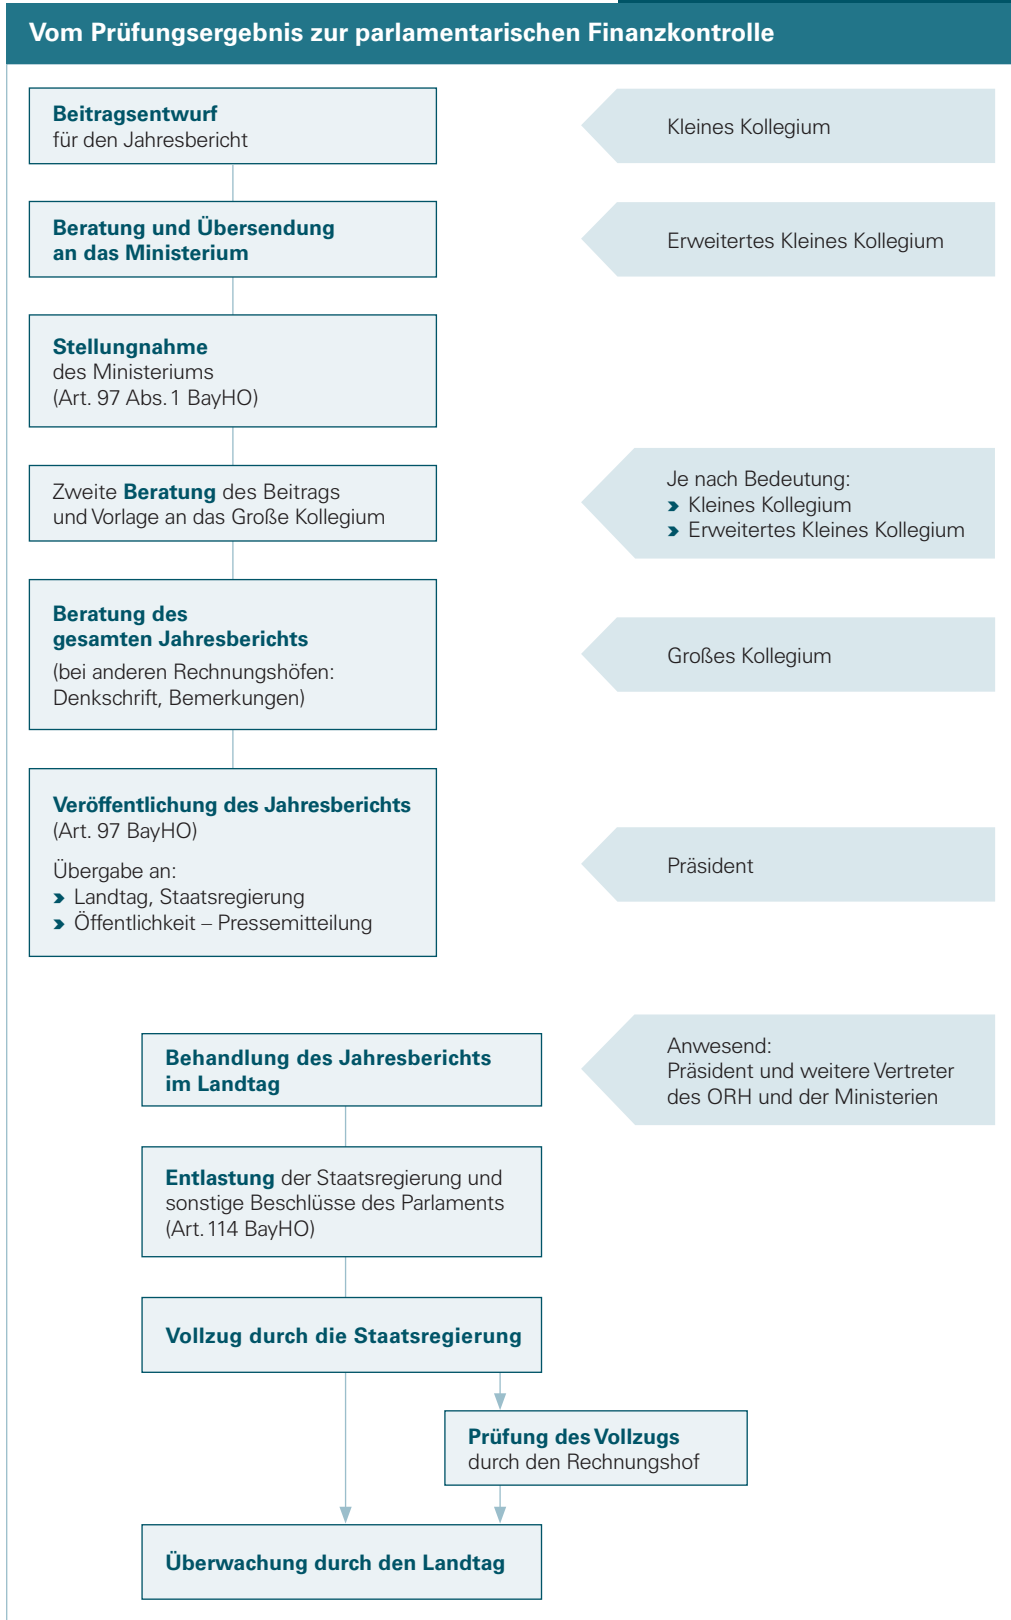 Vom Prüfungsergebnis zur parlamentarischen Finanzkontrolle
Beitragsentwurf
für den Jahresbericht
Kleines Kollegium
Beratung und Übersendung
an das Ministerium
Erweitertes Kleines Kollegium
Stellungnahme
des Ministeriums
(Art. 97 Abs. 1 BayHO)
Zweite Beratung des Beitrags
und Vorlage an das Große Kollegium
Je nach Bedeutung:
Kleines Kollegium
Erweitertes Kleines Kollegium
Beratung des
gesamten Jahresberichts
(bei anderen Rechnungshöfen:
Denkschrift, Bemerkungen)
Großes Kollegium
Veröffentlichung des Jahresberichts
(Art. 97 BayHO)
Übergabe an:
Landtag, Staatsregierung
Öffentlichkeit – Pressemitteilung
Präsident
Behandlung des Jahresberichts
im Landtag
Anwesend:
Präsident und weitere Vertreter
des ORH und der Ministerien
Entlastung der Staatsregierung und
sonstige Beschlüsse des Parlaments
(Art. 114 BayHO)
Vollzug durch die Staatsregierung
Prüfung des Vollzugs
durch den Rechnungshof
Überwachung durch den Landtag